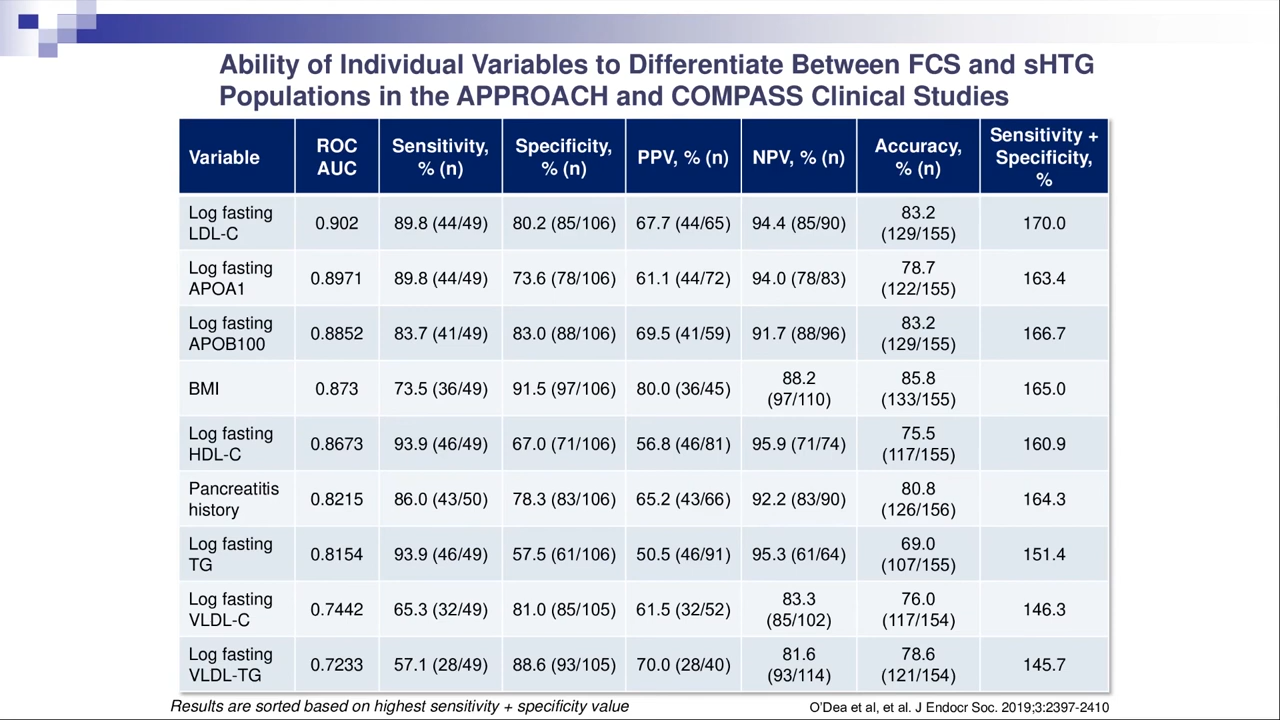 Ability of Individual Variables to Differentiate Between FCS and sHTG
Populations in the APPROACH and COMPASS Clinical Studies
Variable
ROC
AUC
Sensitivity,
% (n)
Specificity,
% (n)
PPV, % (n)
NPV, % (n)
Accuracy,
% (n)
Sensitivity +
Specificity,
%
Log fasting
LDL-C
0.902
89.8 (44/49)
80.2 (85/106)
67.7 (44/65)
94.4 (85/90)
83.2
(129/155)
170.0
Log fasting
APOA1
0.8971
89.8 (44/49)
73.6 (78/106)
61.1 (44/72)
94.0 (78/83)
78.7
(122/155)
163.4
Log fasting
APOB100
0.8852
83.7 (41/49)
83.0 (88/106)
69.5 (41/59)
91.7 (88/96)
83.2
(129/155)
166.7
BMI
0.873
73.5 (36/49)
91.5 (97/106)
80.0 (36/45)
88.2
(97/110)
85.8
(133/155)
165.0
Log fasting
HDL-C
0.8673
93.9 (46/49)
67.0 (71/106)
56.8 (46/81)
95.9 (71/74)
75.5
(117/155)
160.9
Pancreatitis
history
0.8215
86.0 (43/50)
78.3 (83/106)
65.2 (43/66)
92.2 (83/90)
80.8
(126/156)
164.3
Log fasting
TG
0.8154
93.9 (46/49)
57.5 (61/106)
50.5 (46/91)
95.3 (61/64)
69.0
(107/155)
151.4
Log fasting
VLDL-C
0.7442
65.3 (32/49)
81.0 (85/105)
61.5 (32/52)
83.3
(85/102)
76.0
(117/154)
146.3
Log fasting
VLDL-TG
0.7233
57.1 (28/49)
88.6 (93/105)
70.0 (28/40)
81.6
(93/114)
78.6
(121/154)
145.7
Results are sorted based on highest sensitivity + specificity value
O'Dea et al, et al. J Endocr Soc. 2019;3:2397-2410